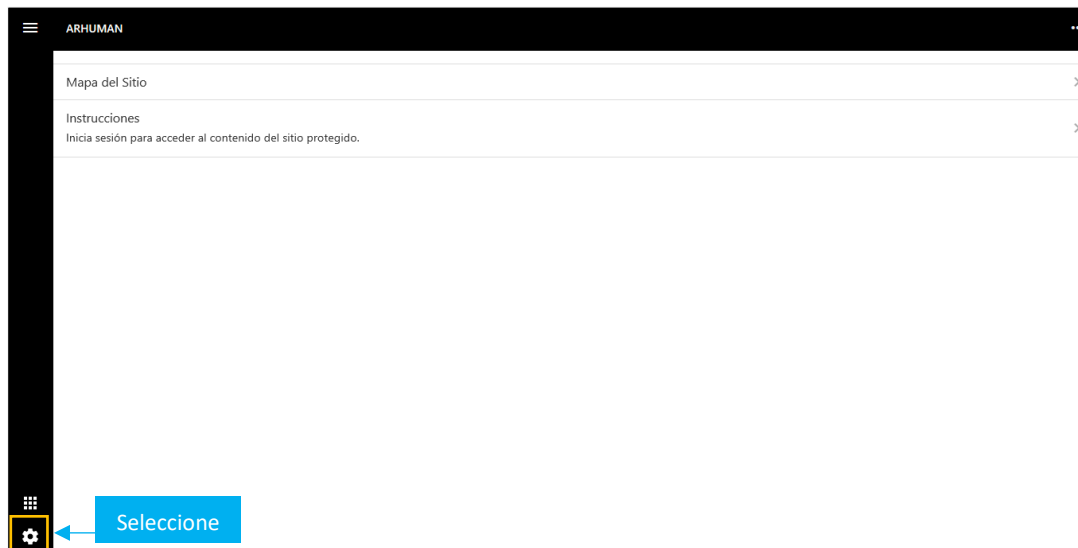 ARHUMAN
Mapa del Sitio
Instrucciones
Inicia sesión para acceder al contenido del sitio protegido.
Seleccione